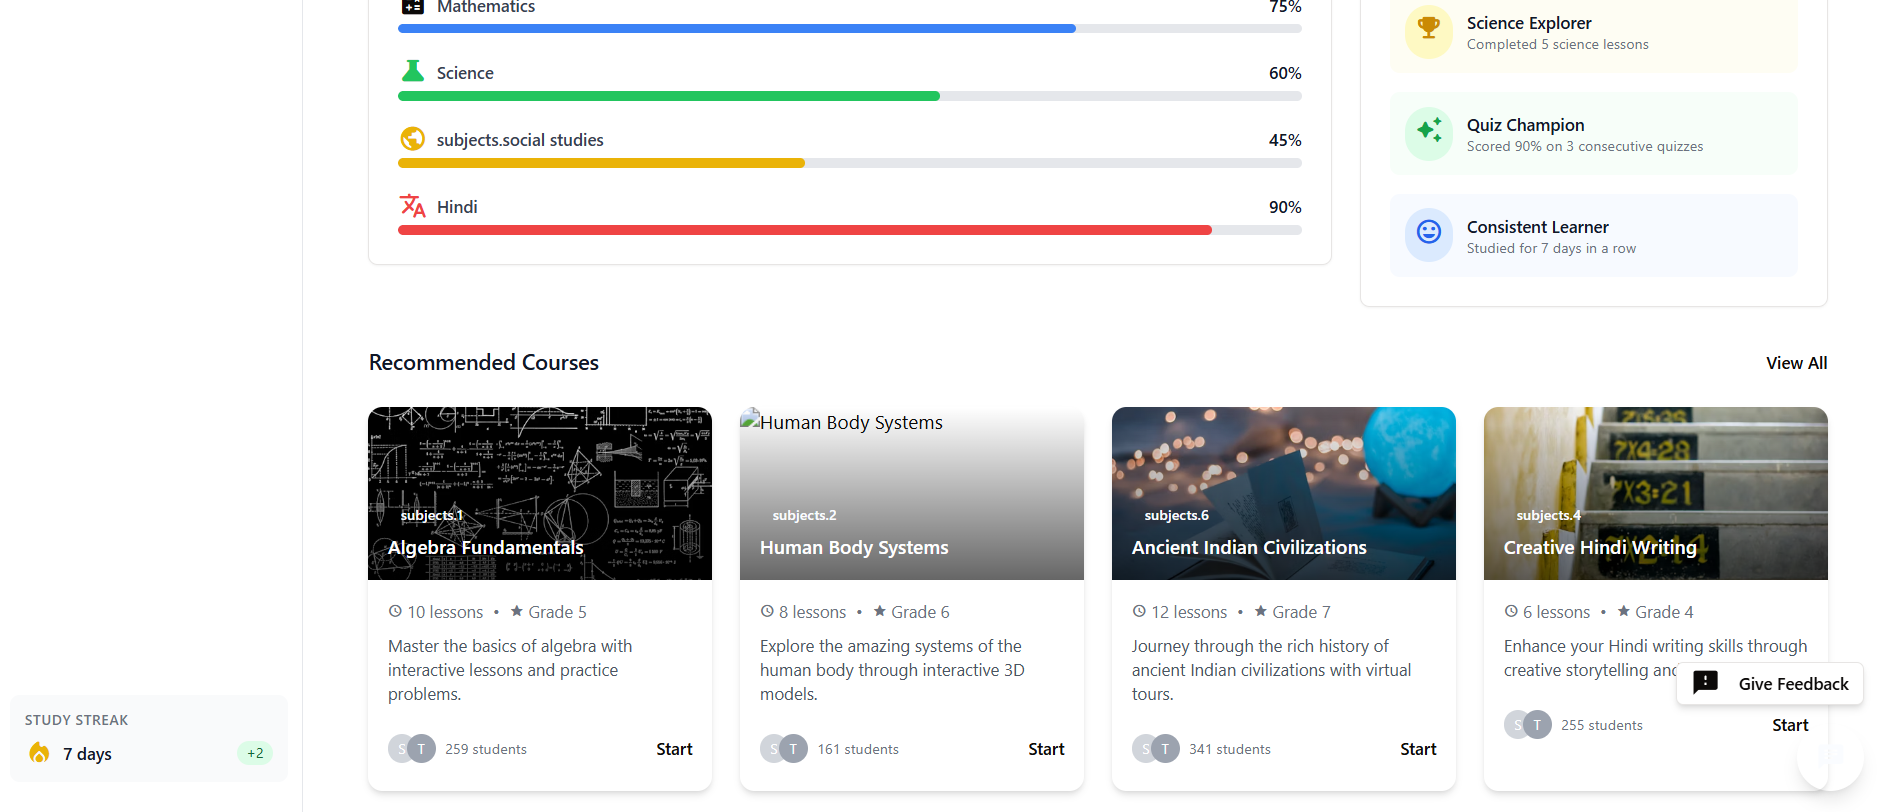 Mathematics 75%
Science 60%
subjects.social studies 45%
Hindi 90%
Science Explorer
Completed 5 science lessons
Quiz Champion
Scored 90% on 3 consecutive quizzes
Consistent Learner
Studied for 7 days in a row
Recommended Courses
View All
Human Body Systems
subjects.1
Algebra Fundamentals
10 lessons • Grade 5
Master the basics of algebra with
interactive lessons and practice
problems.
S T 259 students Start
subjects.2
Human Body Systems
8 lessons • Grade 6
Explore the amazing systems of the
human body through interactive 3D
models.
S T 161 students Start
subjects.6
Ancient Indian Civilizations
12 lessons • Grade 7
Journey through the rich history of
ancient Indian civilizations with virtual
tours.
S T 341 students Start
7X4=28
7X3=21
subjects.4
Creative Hindi Writing
6 lessons • Grade 4
Enhance your Hindi writing skills through
creative storytelling
Give Feedback
S T 255 students Start
STUDY STREAK
7 days +2